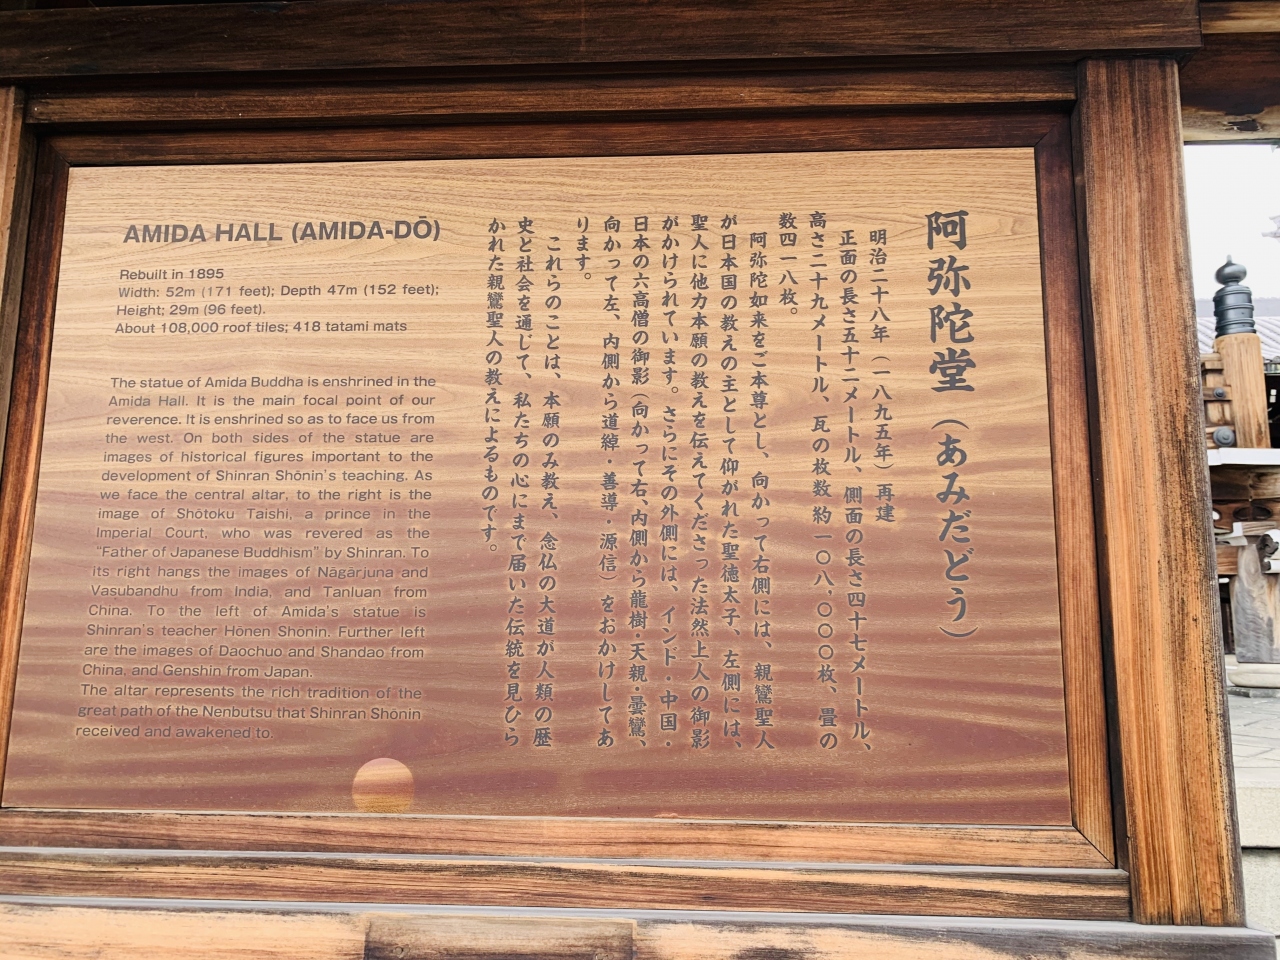 AMIDA HALL (AMIDA-DŌ)
Rebuilt in 1895
Width: 52m (171 feet); Depth 47m (152 feet);
Height; 29m (96 feet).
About 108,000 roof tiles; 418 tatami mats
The statue of Amida Buddha is enshrined in the
Amida Hall. It is the main focal point of our
reverence. It is enshrined so as to face us from
the west. On both sides of the statue are
images of historical figures important to the
development of Shinran Shōnin's teaching. As
we face the central altar, to the right is the
image of Shōtoku Taishi, a prince in the
Imperial Court, who was revered as the
"Father of Japanese Buddhism" by Shinran. To
its right hangs the images of Nāgārjuna and
Vasubandhu from India, and Tanluan from
China. To the left of Amida's statue is
Shinran's teacher Hōnen Shōnin. Further left
are the images of Daochuo and Shandao from
China, and Genshin from Japan.
The altar represents the rich tradition of the
great path of the Nenbutsu that Shinran Shōnin
received and awakened to.
阿弥陀堂（あみだどう）
明治二十八年（一八九五年）再建
正面の長さ五十二メートル、側面の長さ四十七メートル、
高さ二十九メートル、瓦の枚数約一〇八，〇〇〇枚、畳の
数四一八枚。
阿弥陀如来をご本尊とし、向かって右側には、親鸞聖人
が日本国の教えの主として仰がれた聖徳太子、左側には、
聖人に他力本願の教えを伝えてくださった法然上人の御影
がかけられています。さらにその外側には、インド・中国・
日本の六高僧の御影（向かって右、内側から龍樹・天親・曇鸞、
向かって左、内側から道綽・善導・源信）をおかけしてあ
ります。
これらのことは、本願のみ教え、念仏の大道が人類の歴
史と社会を通じて、私たちの心にまで届いた伝統を見ひら
かれた親鸞聖人の教えによるものです。